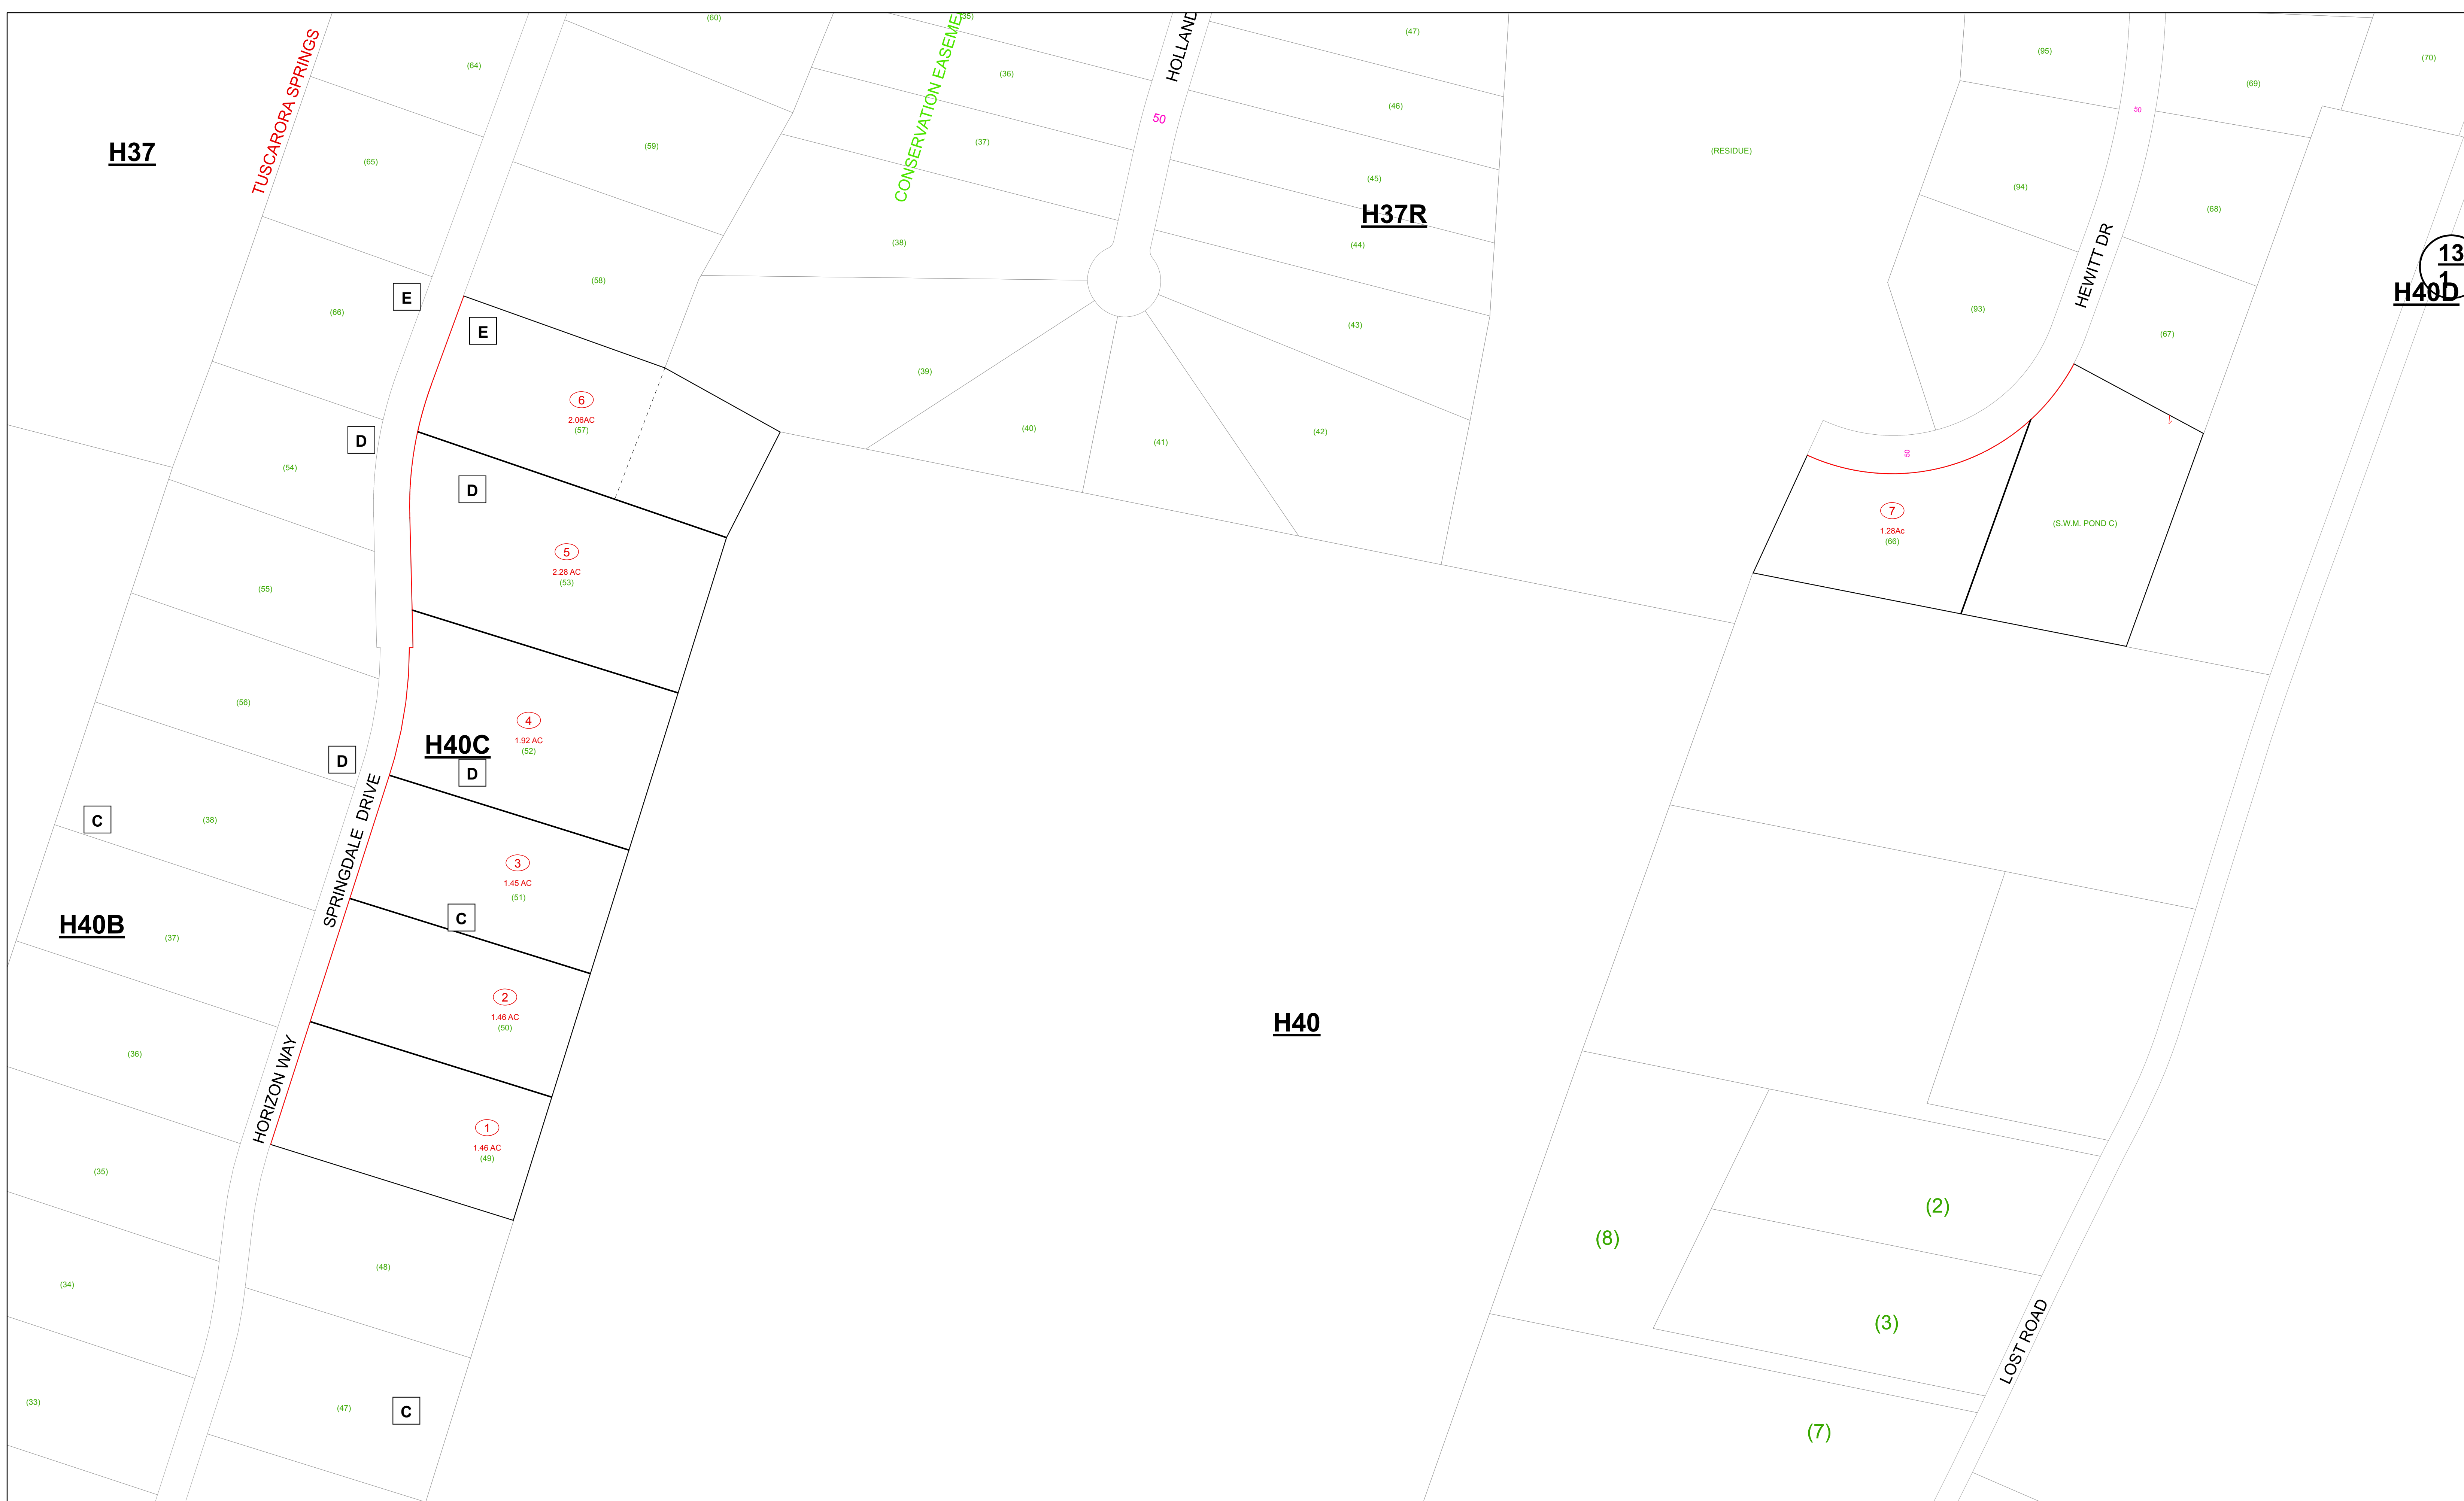 (60)
(35)
HOLLAND
(47)
(95)
(70)
(64)
TUSCARORA SPRINGS
CONSERVATION EASEME
(36)
50
(46)
50
(69)
H37
(65)
(59)
(37)
(45)
(RESIDUE)
(94)
(68)
H37R
(38)
(44)
HEWITT DR
13
1
H40D
(66)
E
E
(58)
(43)
(93)
(67)
(39)
6
2.06AC
(57)
(40)
(41)
(42)
D
(54)
D
50
7
1.28Ac
(66)
(S.W.M. POND C)
5
2.28 AC
(53)
(55)
(56)
4
1.92 AC
(52)
H40C
D
D
C
(38)
SPRINGDALE DRIVE
3
1.45 AC
(51)
C
H40B
(37)
2
1.46 AC
(50)
H40
(36)
HORIZON WAY
1
1.46 AC
(49)
(35)
(2)
(8)
(48)
(34)
(3)
LOST ROAD
(33)
(47)
C
(7)